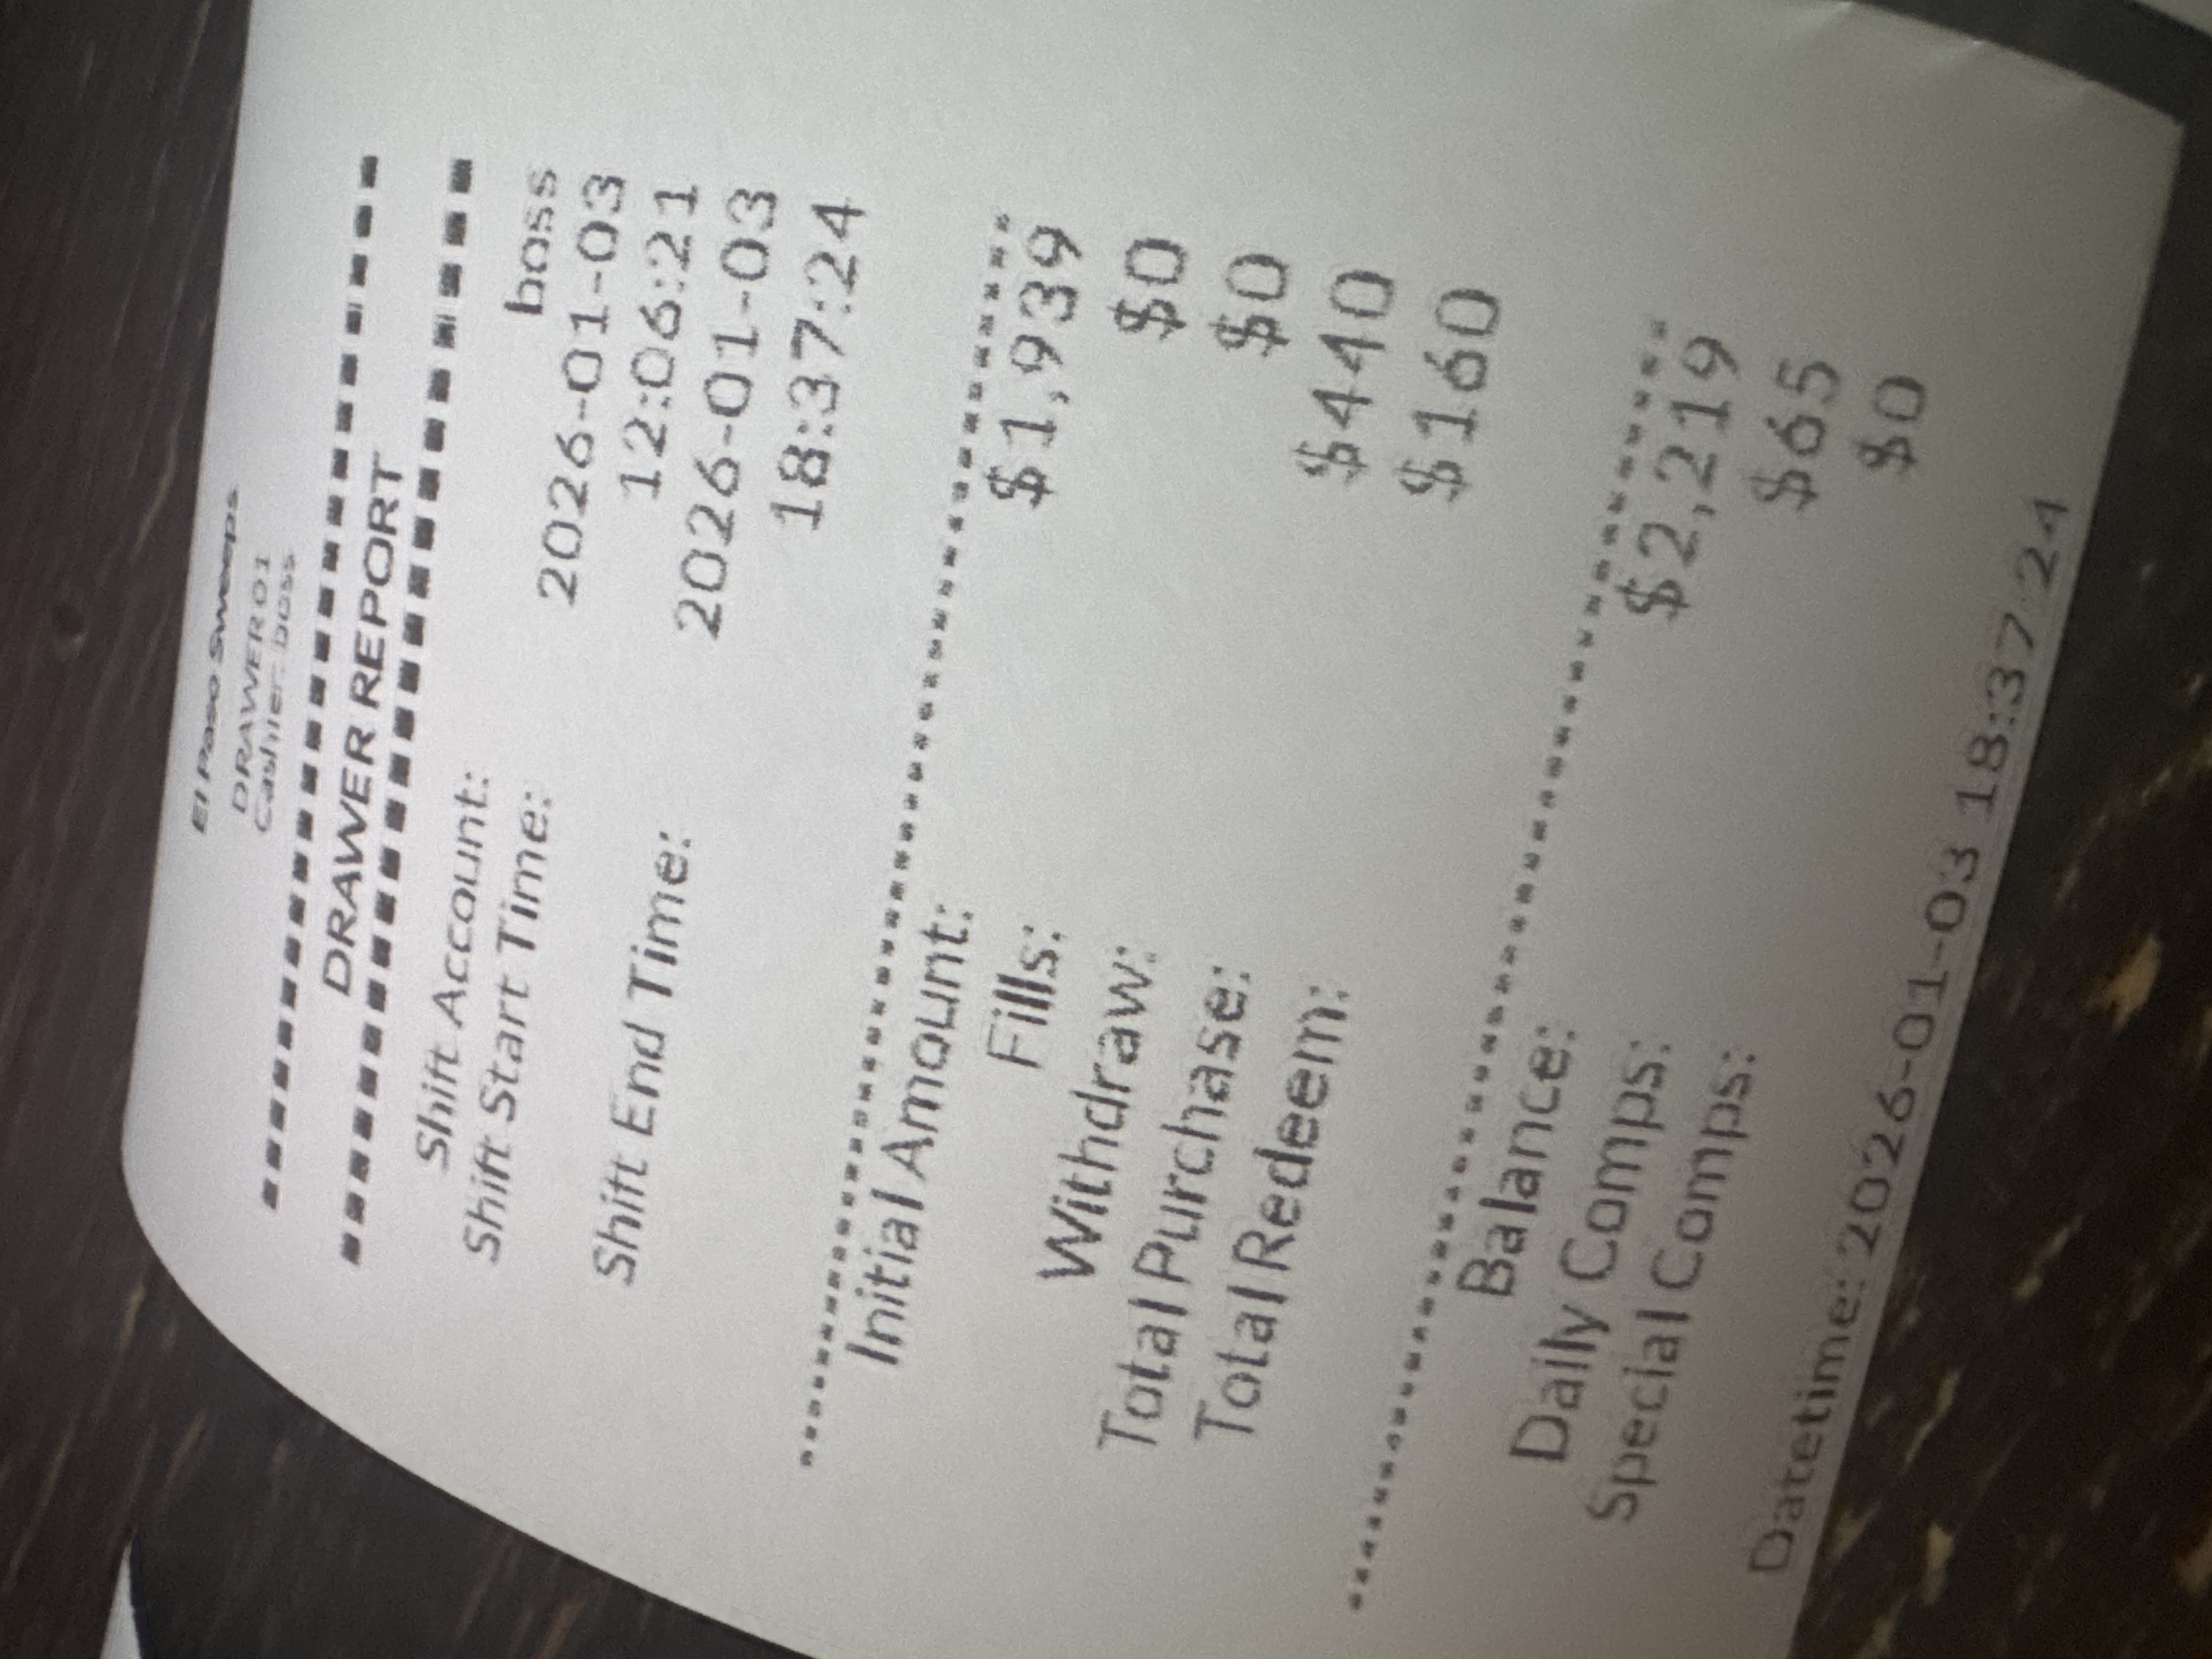 El Paso Sweeps
DRAWER01
Cashier: boss
DRAWER REPORT
Shift Account: boss
Shift Start Time: 2026-01-03
12:06:21
Shift End Time: 2026-01-03
18:37:24
Initial Amount: $1,939
Fills: $0
Withdraw: $0
Total Purchase: $440
Total Redeem: $160
Balance: $2,219
Daily Comps: $65
Special Comps: $0
Datetime: 2026-01-03 18:37:24